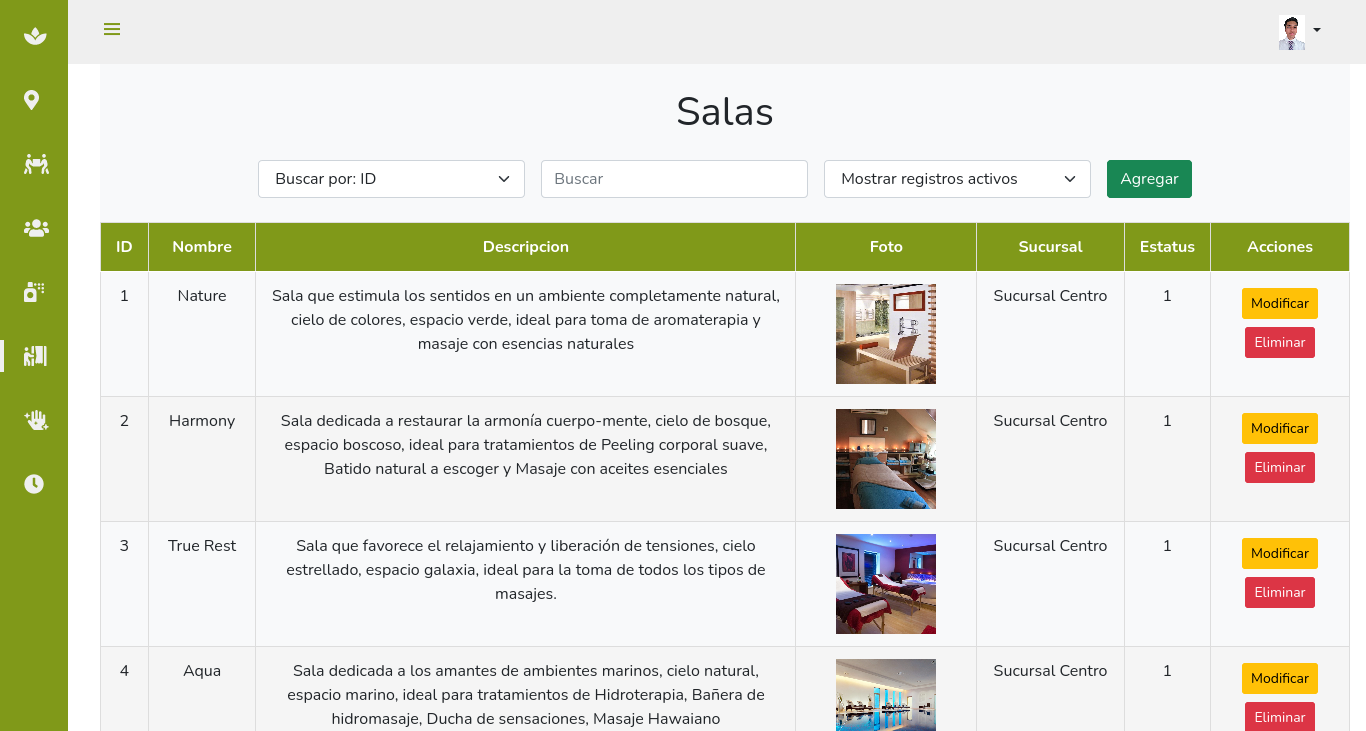 Salas
Buscar por: ID
Buscar
Mostrar registros activos
Agregar
ID Nombre Descripcion Foto Sucursal Estatus Acciones
1 Nature Sala que estimula los sentidos en un ambiente completamente natural, Sucursal Centro 1 Modificar
cielo de colores, espacio verde, ideal para toma de aromaterapia y
masaje con esencias naturales Eliminar
2 Harmony Sala dedicada a restaurar la armonía cuerpo-mente, cielo de bosque, Sucursal Centro 1 Modificar
espacio boscoso, ideal para tratamientos de Peeling corporal suave,
Batido natural a escoger y Masaje con aceites esenciales Eliminar
3 True Rest Sala que favorece el relajamiento y liberación de tensiones, cielo Sucursal Centro 1 Modificar
estrellado, espacio galaxia, ideal para la toma de todos los tipos de
masajes. Eliminar
4 Aqua Sala dedicada a los amantes de ambientes marinos, cielo natural, Sucursal Centro 1 Modificar
espacio marino, ideal para tratamientos de Hidroterapia, Bañera de
hidromasaje, Ducha de sensaciones, Masaje Hawaiano Eliminar